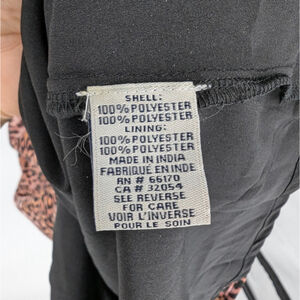 SHELL:
100% POLYESTER
100% POLYESTER
LINING:
100% POLYESTER
100% POLYESTER
MADE IN INDIA
FABRIQUÉ EN INDE
RN # 66170
CA # 32054
SEE REVERSE
FOR CARE
VOIR L'INVERSE
POUR LE SOIN